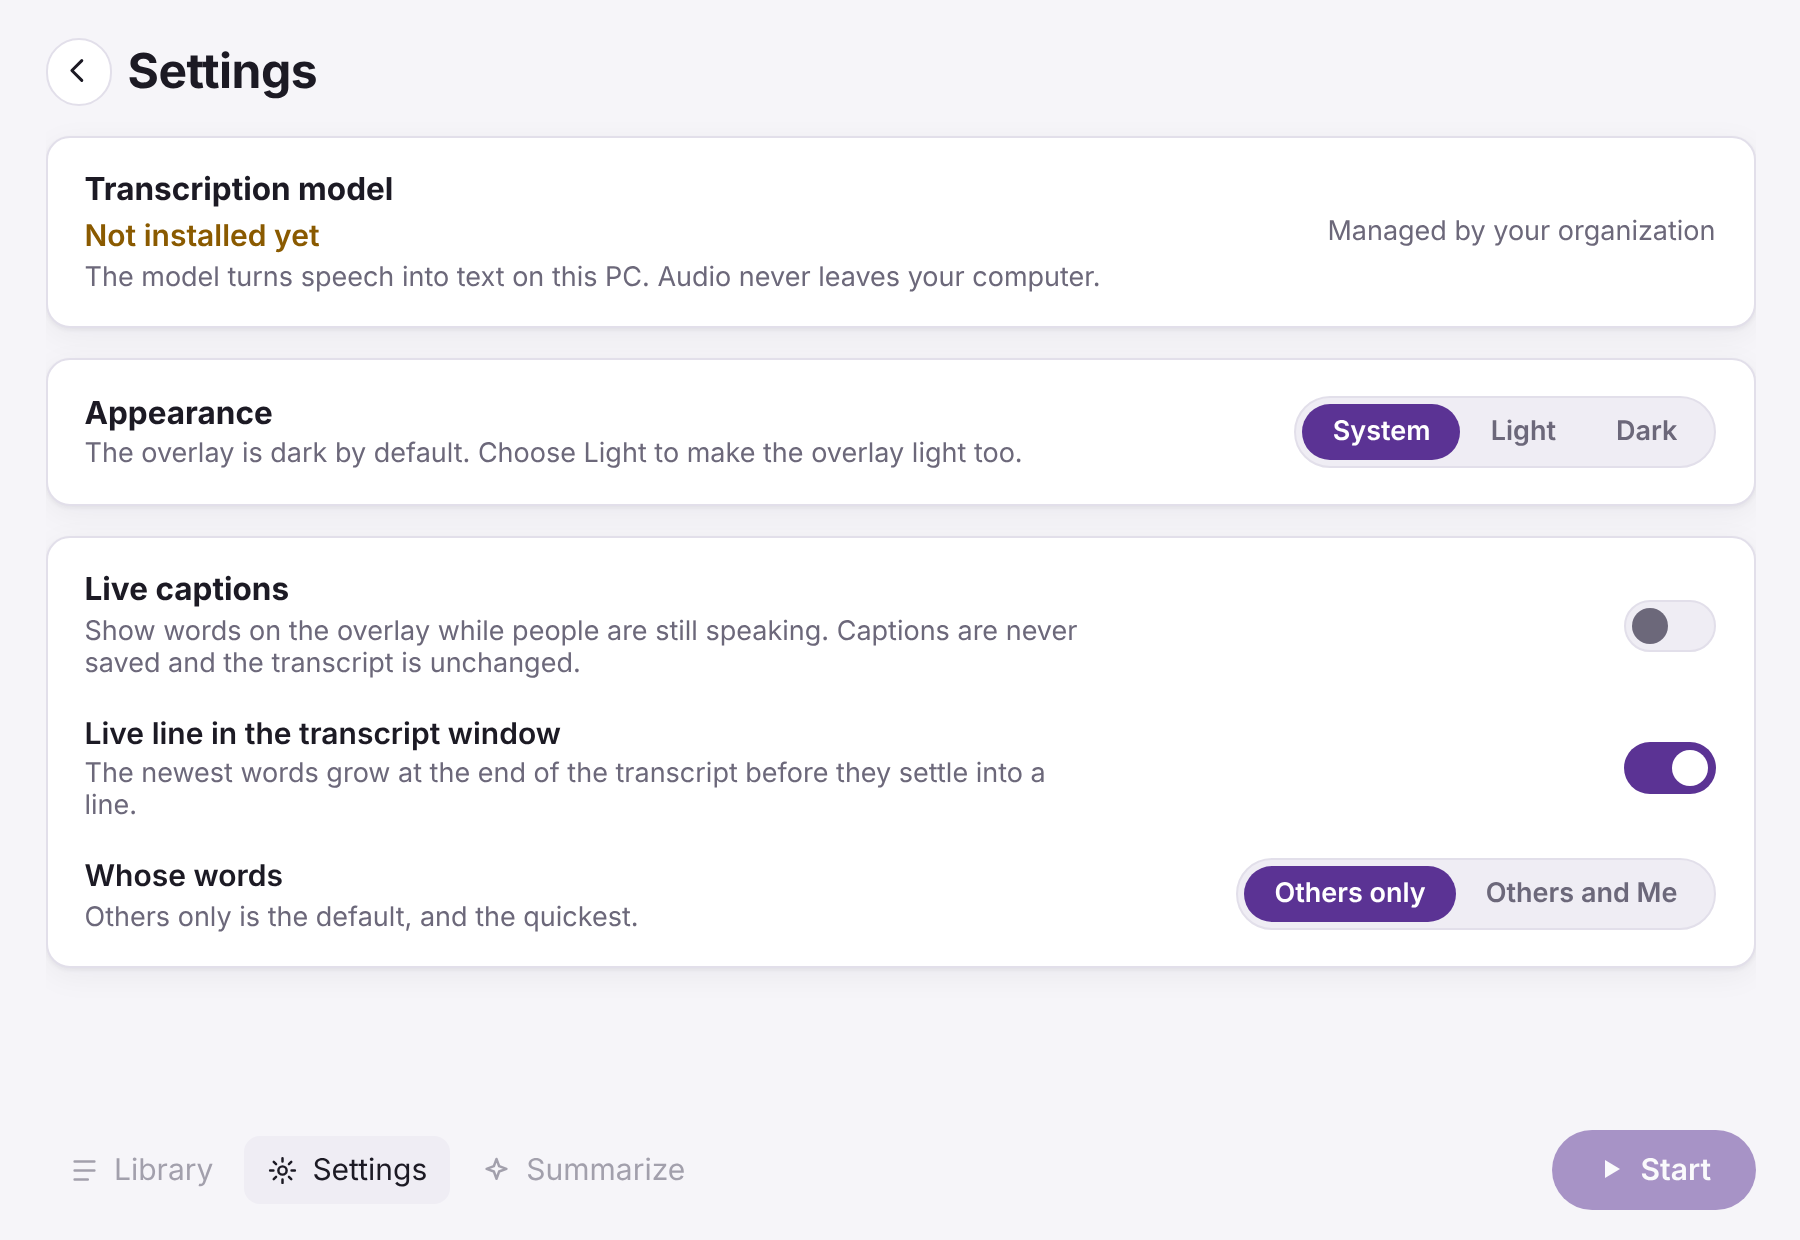 Settings
Transcription model
Not installed yet
Managed by your organization
The model turns speech into text on this PC. Audio never leaves your computer.
Appearance
The overlay is dark by default. Choose Light to make the overlay light too.
System Light Dark
Live captions
Show words on the overlay while people are still speaking. Captions are never
saved and the transcript is unchanged.
Live line in the transcript window
The newest words grow at the end of the transcript before they settle into a
line.
Whose words
Others only is the default, and the quickest.
Others only Others and Me
Library Settings Summarize Start